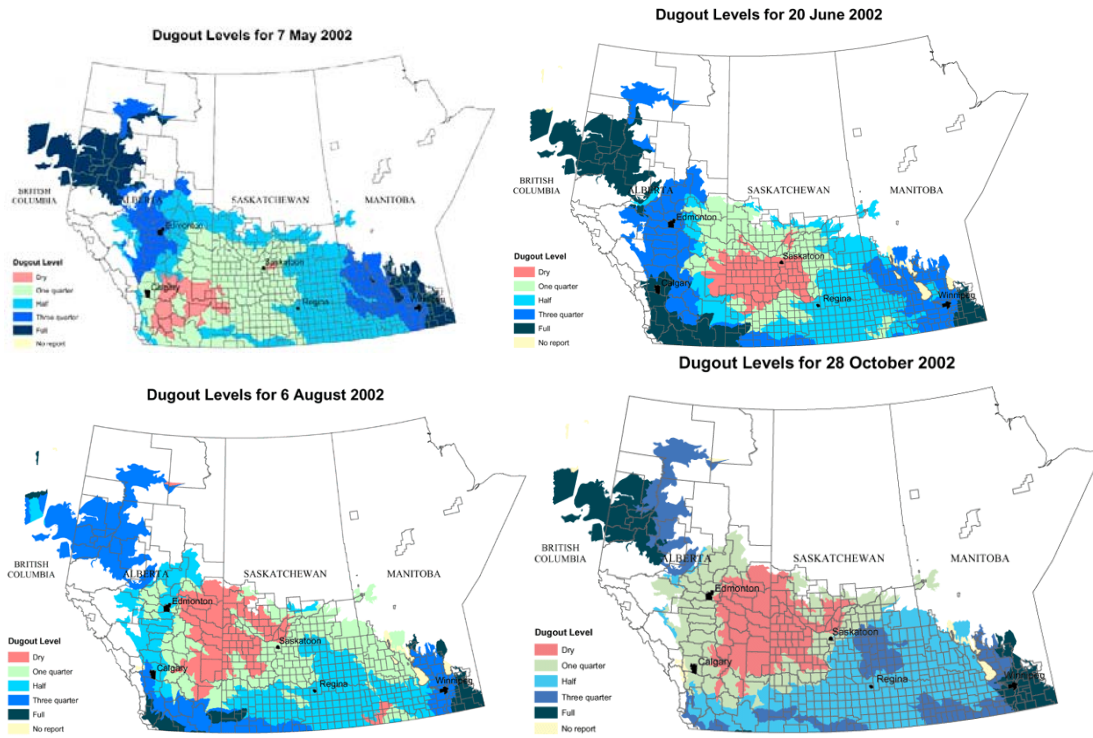 Dugout Levels for 7 May 2002
BRITISH
COLUMBIA
ALBERTA
SASKATCHEWAN
MANITOBA
Edmonton
Saskatoon
Calgary
Regina
Winnipeg
Dugout Level
Dry
One quarter
Half
Three quarter
Full
No report
Dugout Levels for 20 June 2002
BRITISH
COLUMBIA
ALBERTA
SASKATCHEWAN
MANITOBA
Edmonton
Saskatoon
Calgary
Regina
Winnipeg
Dugout Level
Dry
One quarter
Half
Three quarter
Full
No report
Dugout Levels for 6 August 2002
BRITISH
COLUMBIA
ALBERTA
SASKATCHEWAN
MANITOBA
Edmonton
Saskatoon
Calgary
Regina
Winnipeg
Dugout Level
Dry
One quarter
Half
Three quarter
Full
No report
Dugout Levels for 28 October 2002
BRITISH
COLUMBIA
ALBERTA
SASKATCHEWAN
MANITOBA
Edmonton
Saskatoon
Calgary
Regina
Winnipeg
Dugout Level
Dry
One quarter
Half
Three quarter
Full
No report